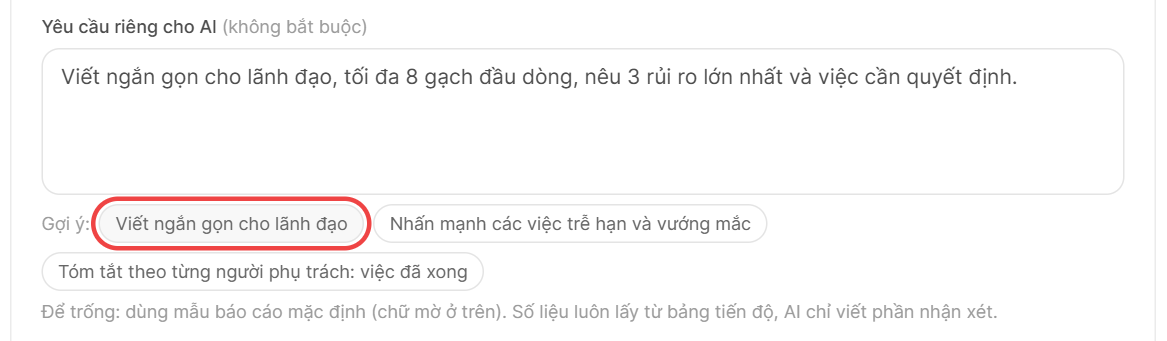 Yêu cầu riêng cho AI (không bắt buộc)
Viết ngắn gọn cho lãnh đạo, tối đa 8 gạch đầu dòng, nêu 3 rủi ro lớn nhất và việc cần quyết định.
Gợi ý: Viết ngắn gọn cho lãnh đạo Nhấn mạnh các việc trễ hạn và vướng mắc
Tóm tắt theo từng người phụ trách: việc đã xong
Để trống: dùng mẫu báo cáo mặc định (chữ mờ ở trên). Số liệu luôn lấy từ bảng tiến độ, AI chỉ viết phần nhận xét.